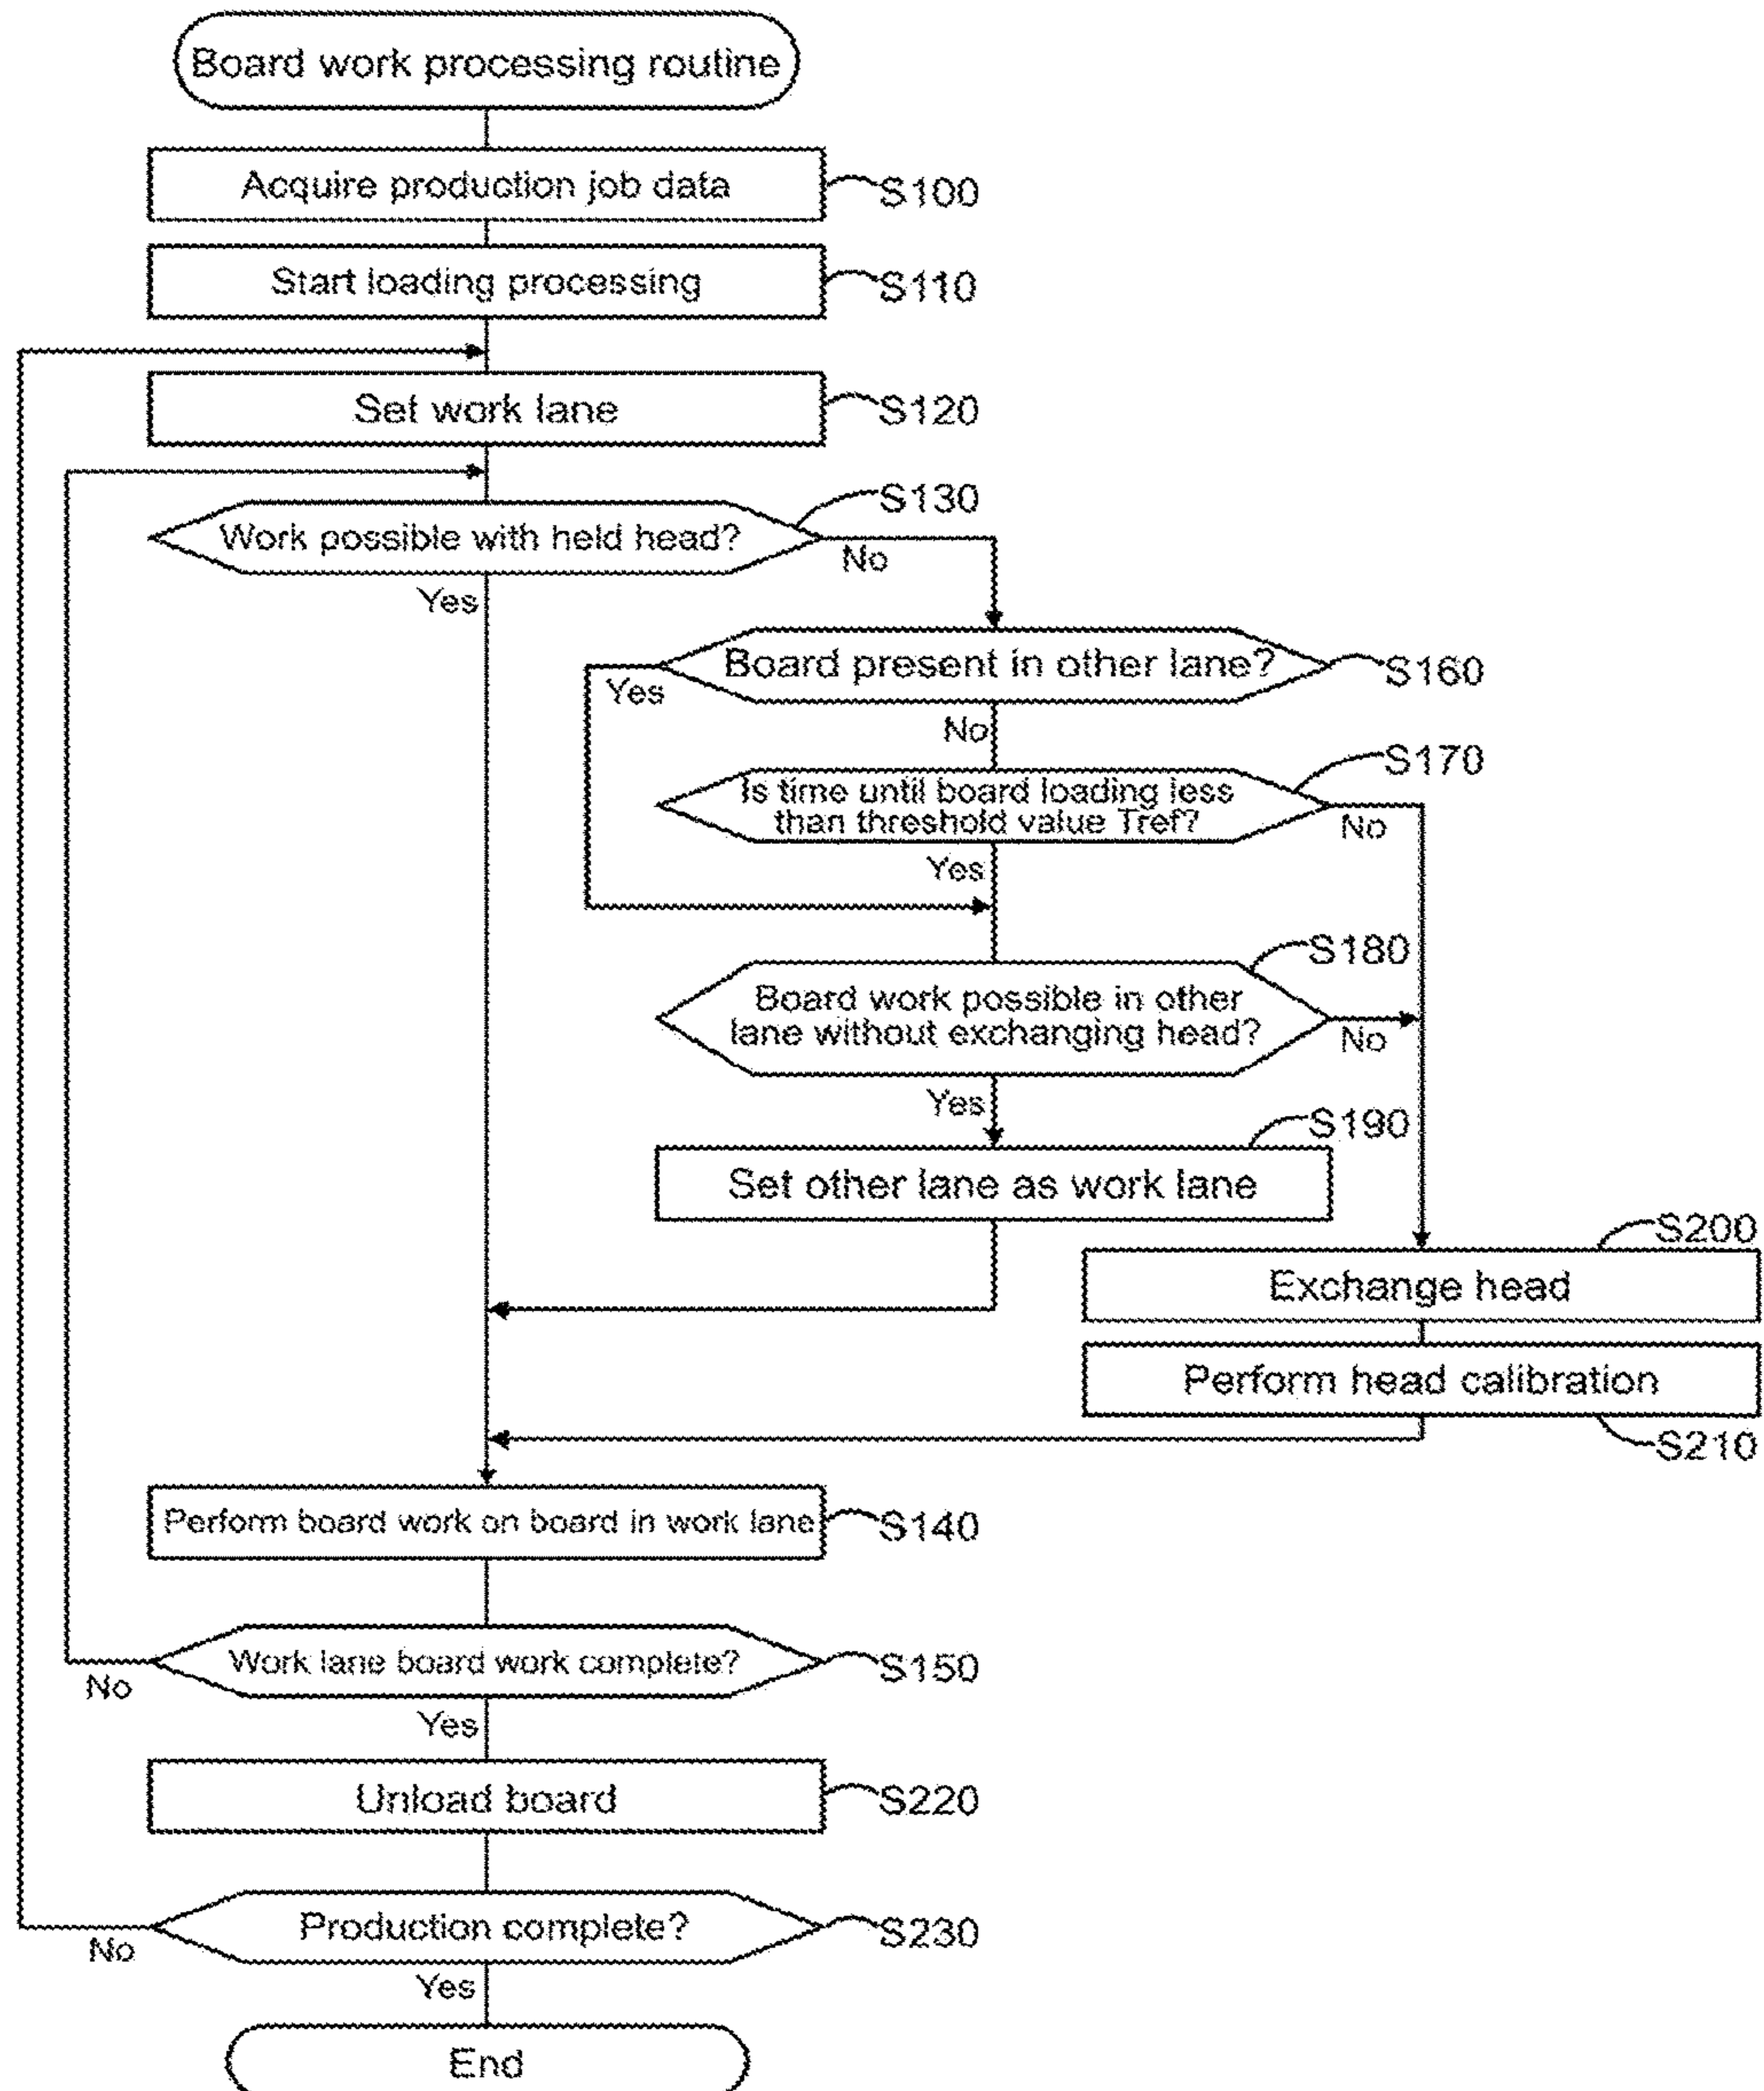 Board work processing routine
Acquire production job data
S100
Start loading processing
S110
Set work lane
S120
S130
Work possible with held head?
No
Yes
Board present in other lane?
S160
Yes
No
S170
Is time until board loading less
than threshold value Tref?
No
Yes
S180
Board work possible in other
lane without exchanging head?
No
Yes
S190
Set other lane as work lane
S200
Exchange head
Perform head calibration
S210
Perform board work on board in work lane
S140
Work lane board work complete?
S150
No
Yes
Unload board
S220
Production complete?
S230
No
Yes
End